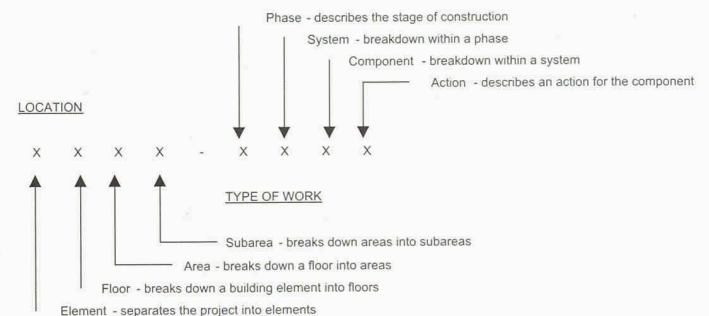 Phase - describes the stage of construction
System - breakdown within a phase
Component - breakdown within a system
Action - describes an action for the component
LOCATION
X X X X - X X X X
TYPE OF WORK
Subarea - breaks down areas into subareas
Area - breaks down a floor into areas
Floor - breaks down a building element into floors
Element - separates the project into elements